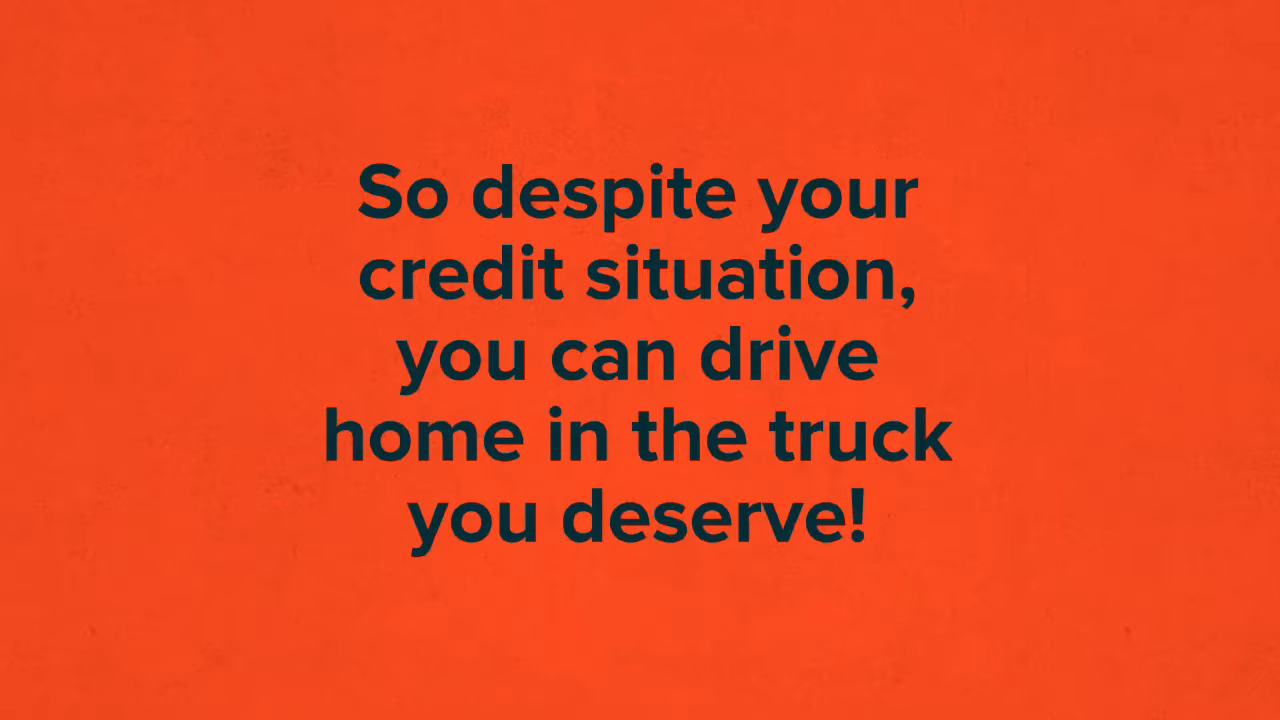 So despite your
credit situation,
you can drive
home in the truck
you deserve!